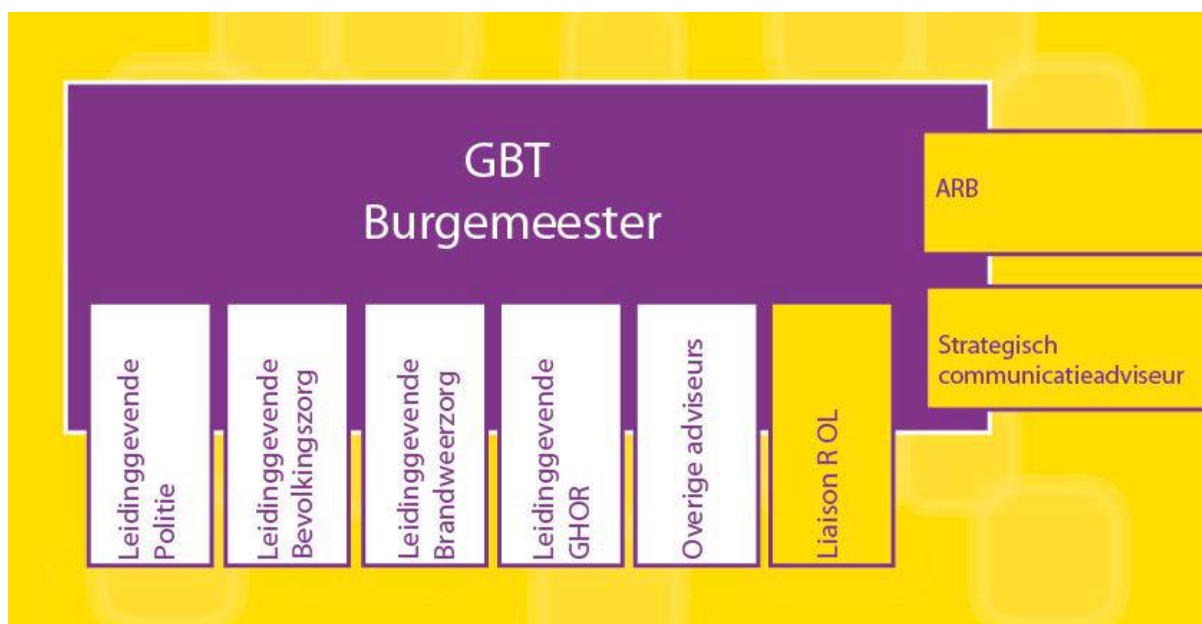 GBT
Burgemeester
ARB
Strategisch
communicatieadviseur
Leidinggevende
Politie
Leidinggevende
Bevolkingszorg
Leidinggevende
Brandweerzorg
Leidinggevende
GHOR
Overige adviseurs
Liaison R OL